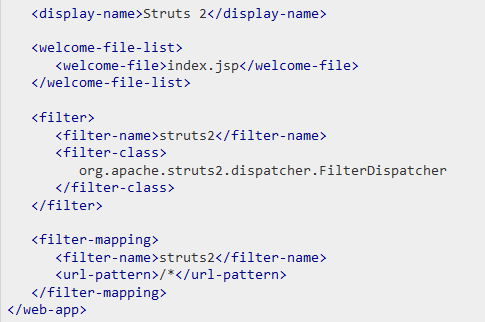 <display-name>Struts 2</display-name>
<welcome-file-list>
<welcome-file>index.jsp</welcome-file>
</welcome-file-list>
<filter>
<filter-name>struts2</filter-name>
<filter-class>
org.apache.struts2.dispatcher.FilterDispatcher
</filter-class>
</filter>
<filter-mapping>
<filter-name>struts2</filter-name>
<url-pattern>/*</url-pattern>
</filter-mapping>
</web-app>